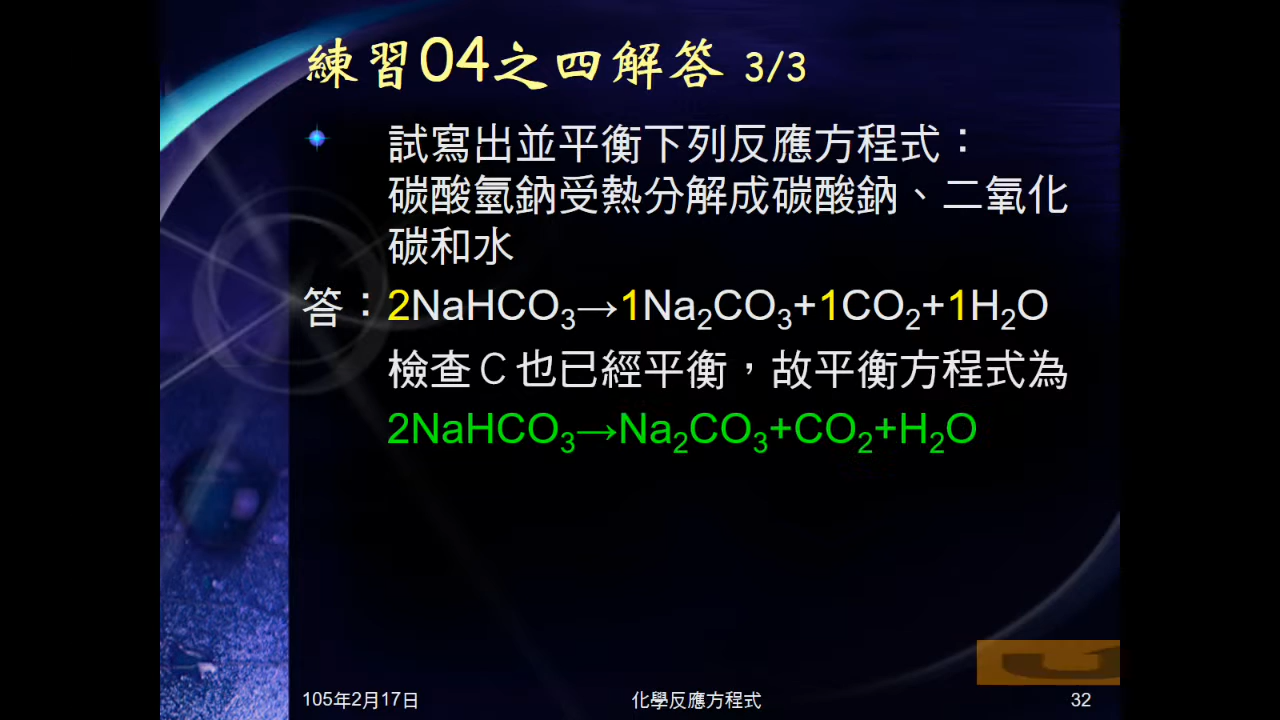 練習04之四解答 3/3
試寫出並平衡下列反應方程式：
碳酸氫鈉受熱分解成碳酸鈉、二氧化
碳和水
答：2NaHCO₃→1Na₂CO₃+1CO₂+1H₂O
檢查Ｃ也已經平衡，故平衡方程式為
2NaHCO₃→Na₂CO₃+CO₂+H₂O
105年2月17日 化學反應方程式 32